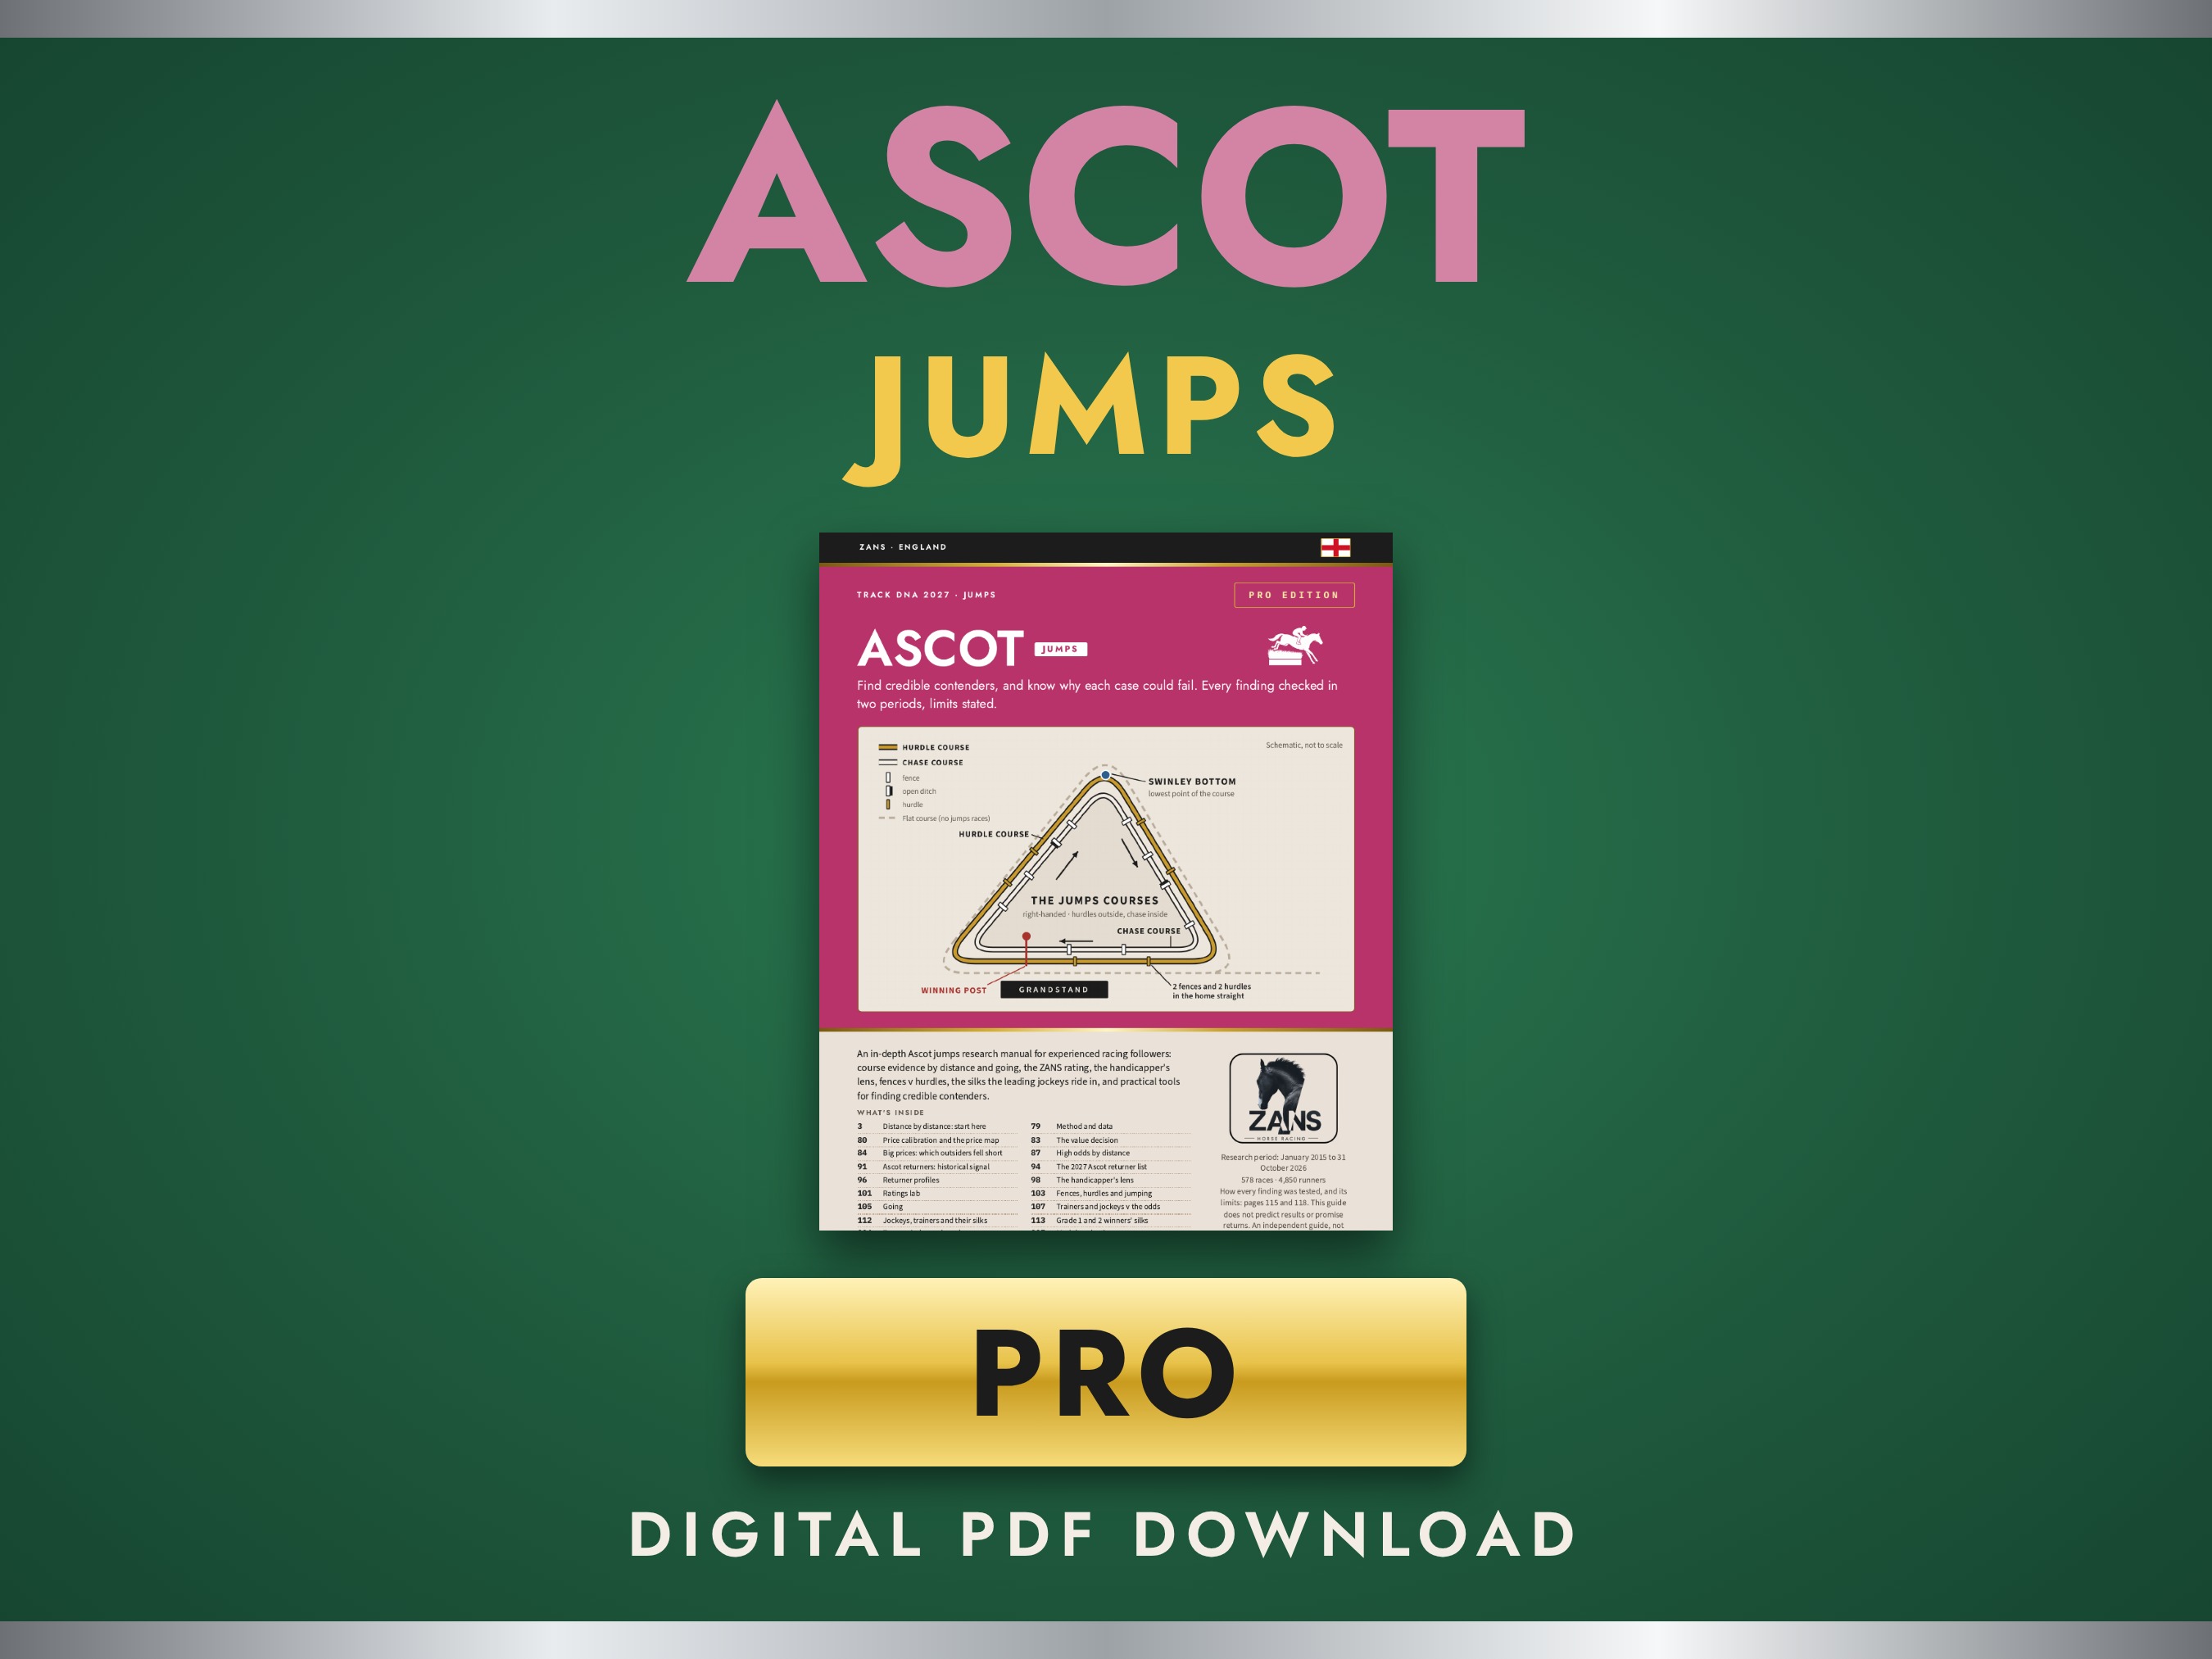 ASCOT
JUMPS
ZANS · ENGLAND
TRACK DNA 2027 · JUMPS
PRO EDITION
ASCOT JUMPS
Find credible contenders, and know why each case could fail. Every finding checked in
two periods, limits stated.
HURDLE COURSE
CHASE COURSE
fence
open ditch
hurdle
Flat course (no jumps races)
Schematic, not to scale
SWINLEY BOTTOM
lowest point of the course
HURDLE COURSE
THE JUMPS COURSES
right-handed · hurdles outside, chase inside
CHASE COURSE
WINNING POST
GRANDSTAND
2 fences and 2 hurdles
in the home straight
An in-depth Ascot jumps research manual for experienced racing followers:
course evidence by distance and going, the ZANS rating, the handicapper's
lens, fences v hurdles, the silks the leading jockeys ride in, and practical tools
for finding credible contenders.
WHAT'S INSIDE
3 Distance by distance: start here
80 Price calibration and the price map
84 Big prices: which outsiders fell short
91 Ascot returners: historical signal
96 Returner profiles
101 Ratings lab
105 Going
112 Jockeys, trainers and their silks
79 Method and data
83 The value decision
87 High odds by distance
94 The 2027 Ascot returner list
98 The handicapper's lens
103 Fences, hurdles and jumping
107 Trainers and jockeys v the odds
113 Grade 1 and 2 winners' silks
ZANS
HORSE RACING
Research period: January 2015 to 31
October 2026
578 races · 4,850 runners
How every finding was tested, and its
limits: pages 115 and 118. This guide
does not predict results or promise
returns. An independent guide, not
PRO
DIGITAL PDF DOWNLOAD